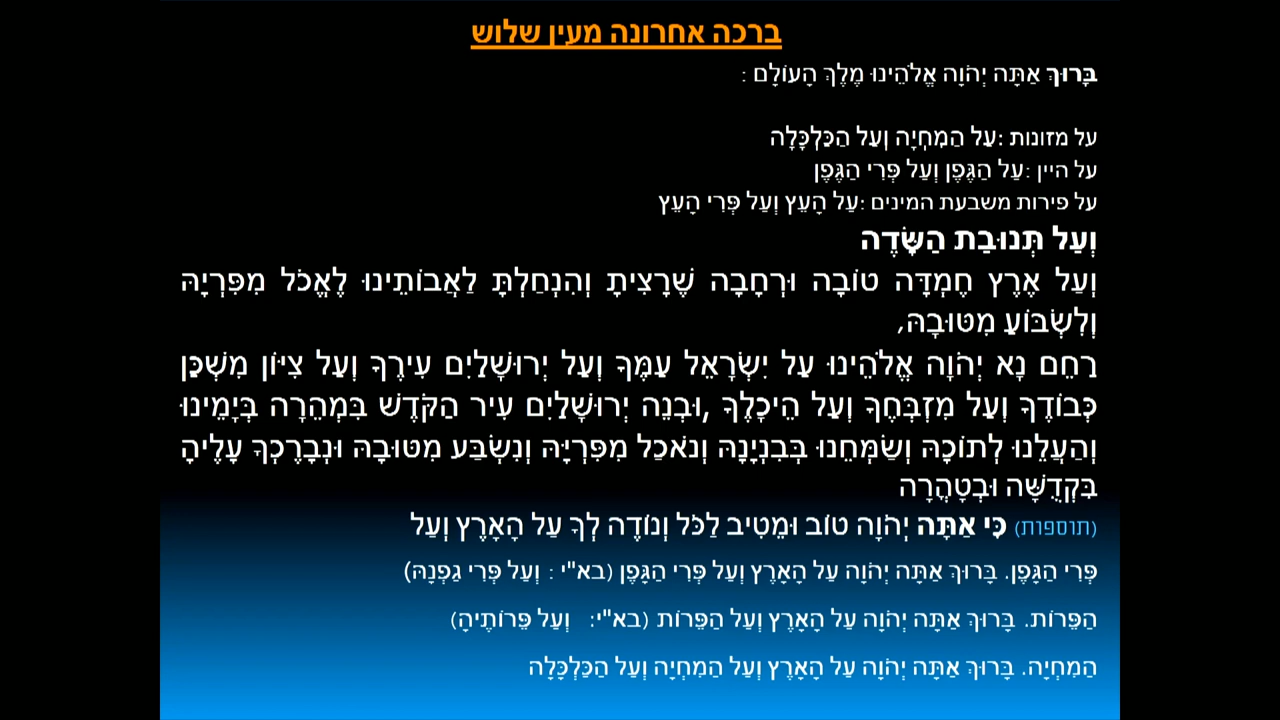 ברכה אחרונה מעין שלוש
בָּרוּךְ אַתָּה יְהֹוָה אֱלֹהֵינוּ מֶלֶךְ הָעוֹלָם :
על מזונות :עַל הַמִּחְיָה וְעַל הַכַּלְכָּלָה
על היין :עַל הַגֶּפֶן וְעַל פְּרִי הַגֶּפֶן
על פירות משבעת המינים :עַל הָעֵץ וְעַל פְּרִי הָעֵץ
וְעַל תְּנוּבַת הַשָּׂדֶה
וְעַל אֶרֶץ חֶמְדָּה טוֹבָה וּרְחָבָה שֶׁרָצִיתָ וְהִנְחַלְתָּ לַאֲבוֹתֵינוּ לֶאֱכֹל מִפִּרְיָהּ
וְלִשְׂבּוֹעַ מִטּוּבָהּ,
רַחֵם נָא יְהֹוָה אֱלֹהֵינוּ עַל יִשְׂרָאֵל עַמֶּךָ וְעַל יְרוּשָׁלַיִם עִירֶךָ וְעַל צִיּוֹן מִשְׁכַּן
כְּבוֹדֶךָ וְעַל מִזְבְּחֶךָ וְעַל הֵיכָלֶךָ ,וּבְנֵה יְרוּשָׁלַיִם עִיר הַקֹּדֶשׁ בִּמְהֵרָה בְּיָמֵינוּ
וְהַעֲלֵנוּ לְתוֹכָהּ וְשַׂמְּחֵנוּ בְּבִנְיָנָהּ וְנֹאכַל מִפִּרְיָהּ וְנִשְׂבַּע מִטּוּבָהּ וּנְבָרֶכְךָ עָלֶיהָ
בִּקְדֻשָּׁה וּבְטָהֳרָה
(תוספות) כִּי אַתָּה יְהֹוָה טוֹב וּמֵטִיב לַכֹּל וְנוֹדֶה לְךָ עַל הָאָרֶץ וְעַל
פְּרִי הַגָּפֶן. בָּרוּךְ אַתָּה יְהֹוָה עַל הָאָרֶץ וְעַל פְּרִי הַגָּפֶן (בא"י : וְעַל פְּרִי גַפְנָהּ)
הַפֵּרוֹת. בָּרוּךְ אַתָּה יְהֹוָה עַל הָאָרֶץ וְעַל הַפֵּרוֹת (בא"י: וְעַל פֵּרוֹתֶיהָ)
הַמִּחְיָה. בָּרוּךְ אַתָּה יְהֹוָה עַל הָאָרֶץ וְעַל הַמִּחְיָה וְעַל הַכַּלְכָּלָה